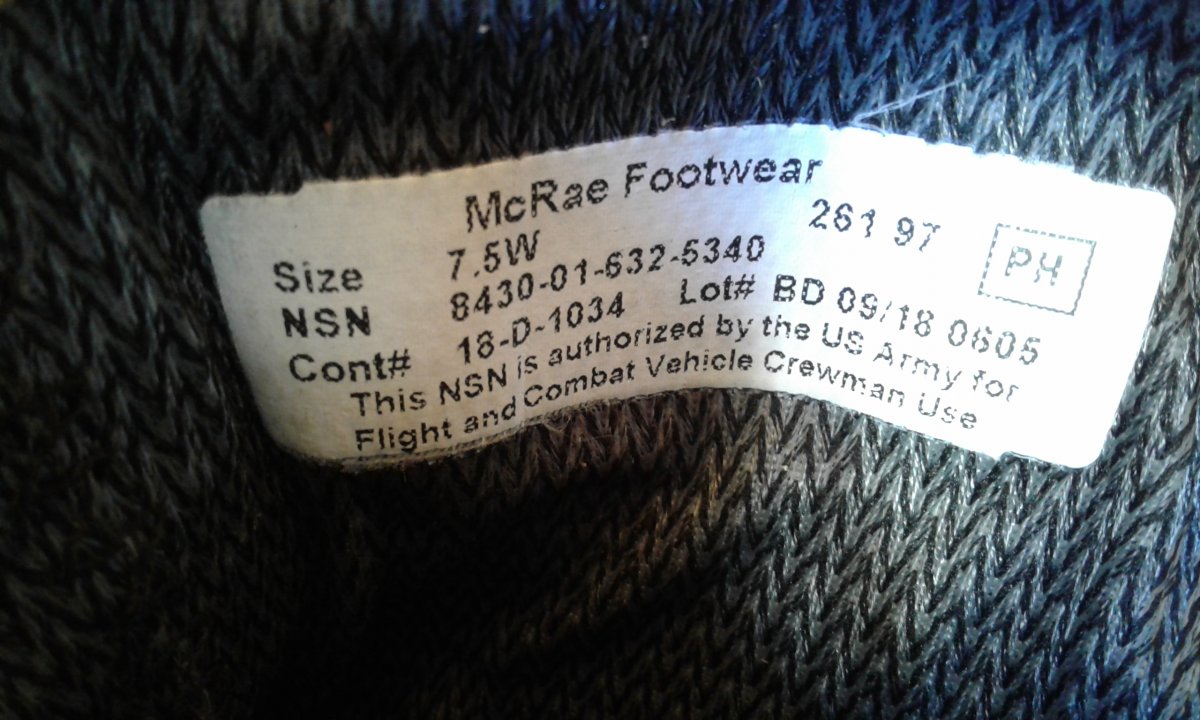 McRae Footwear
Size 7.5W 261 97 PH
NSN 8430-01-632-5340
Cont# 18-D-1034 Lot# BD 09/18 0605
This NSN is authorized by the US Army for
Flight and Combat Vehicle Crewman Use